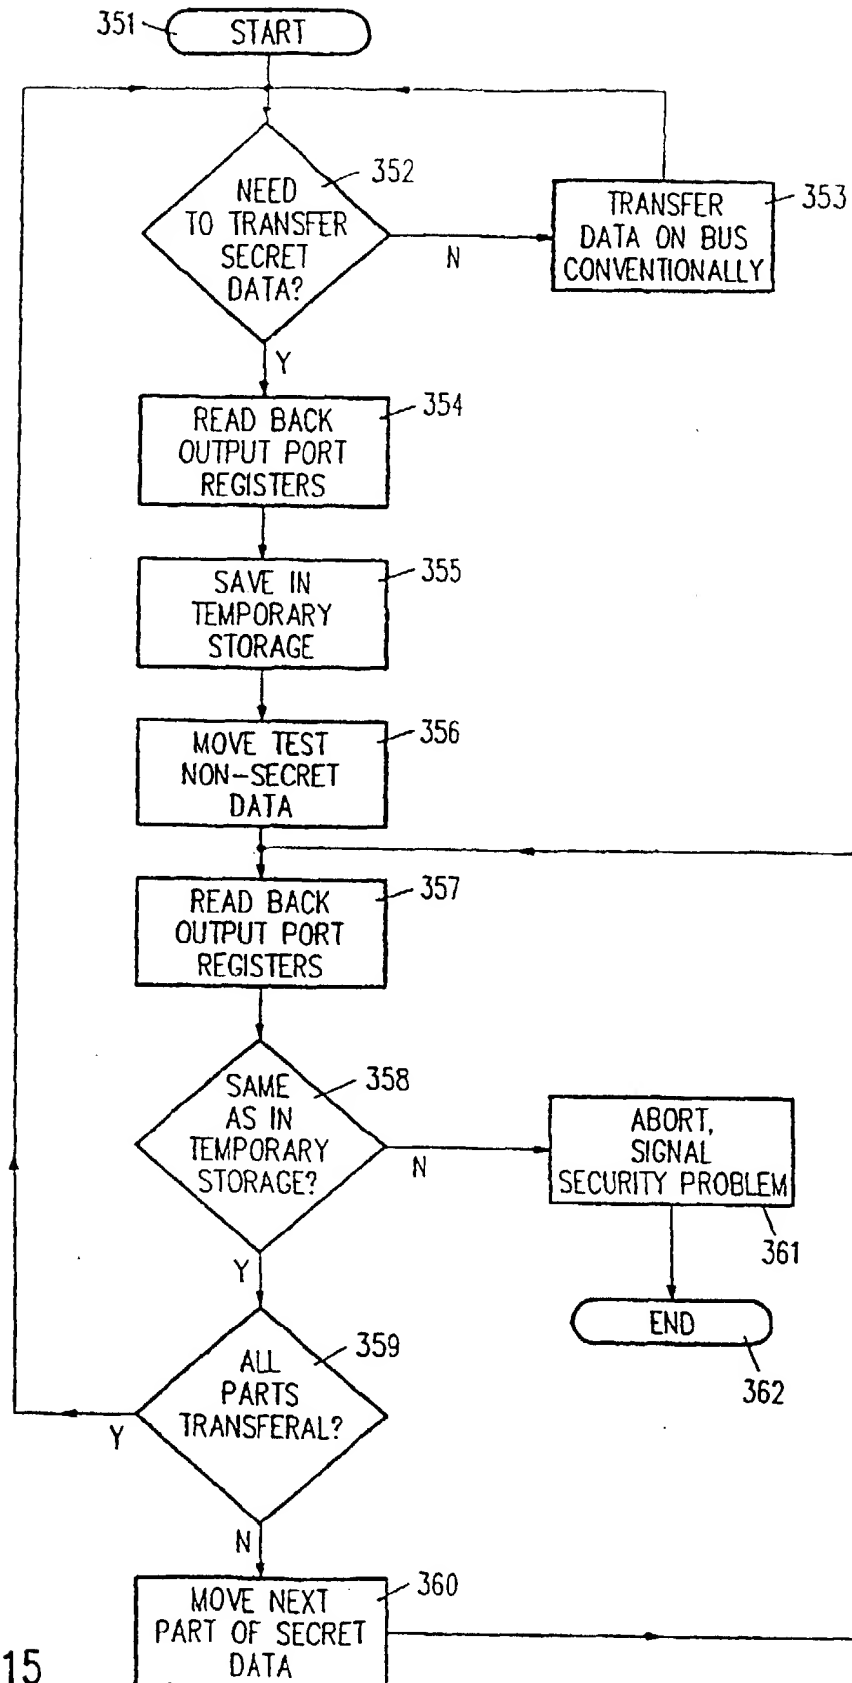 351
START
352
NEED
TO TRANSFER
SECRET
DATA?
N
TRANSFER
DATA ON BUS
CONVENTIONALLY
353
Y
READ BACK
OUTPUT PORT
REGISTERS
354
SAVE IN
TEMPORARY
STORAGE
355
MOVE TEST
NON-SECRET
DATA
356
READ BACK
OUTPUT PORT
REGISTERS
357
SAME
AS IN
TEMPORARY
STORAGE?
358
N
ABORT,
SIGNAL
SECURITY PROBLEM
361
Y
END
362
ALL
PARTS
TRANSFERAL?
359
Y
N
MOVE NEXT
PART OF SECRET
DATA
360
15